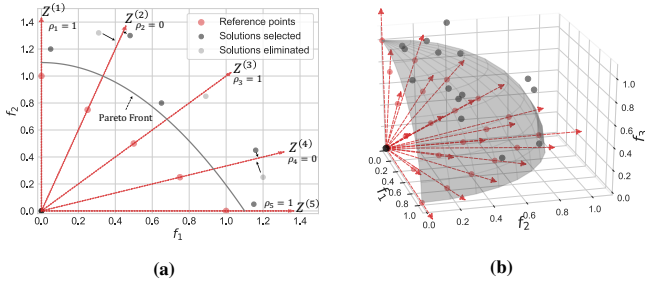 Z(1)
ρ1 = 1
Z(2)
ρ2 = 0
Reference points
Solutions selected
Solutions eliminated
Z(3)
ρ3 = 1
Pareto Front
Z(4)
ρ4 = 0
ρ5 = 1
Z(5)
1.4
1.2
1.0
0.8
0.6
0.4
0.2
0.0
f2
0.0 0.2 0.4 0.6 0.8 1.0 1.2 1.4
f1
(a)
1.0
0.8
0.6
0.4
0.2
0.0
f3
0.0
0.2
0.4
0.6
0.8
1.0
f1
0.0 0.2 0.4 0.6 0.8 1.0
f2
(b)